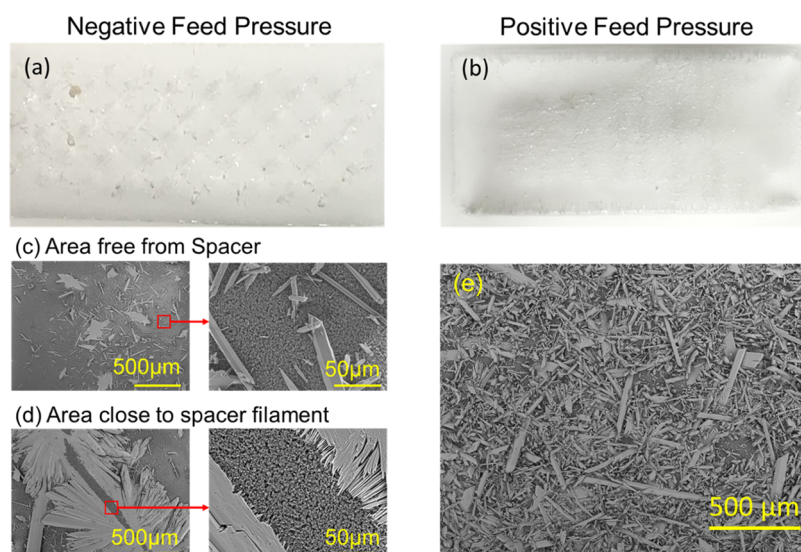 Negative Feed Pressure
Positive Feed Pressure
(a)
(b)
(c) Area free from Spacer
500µm
50µm
(e)
500 µm
(d) Area close to spacer filament
500µm
50µm